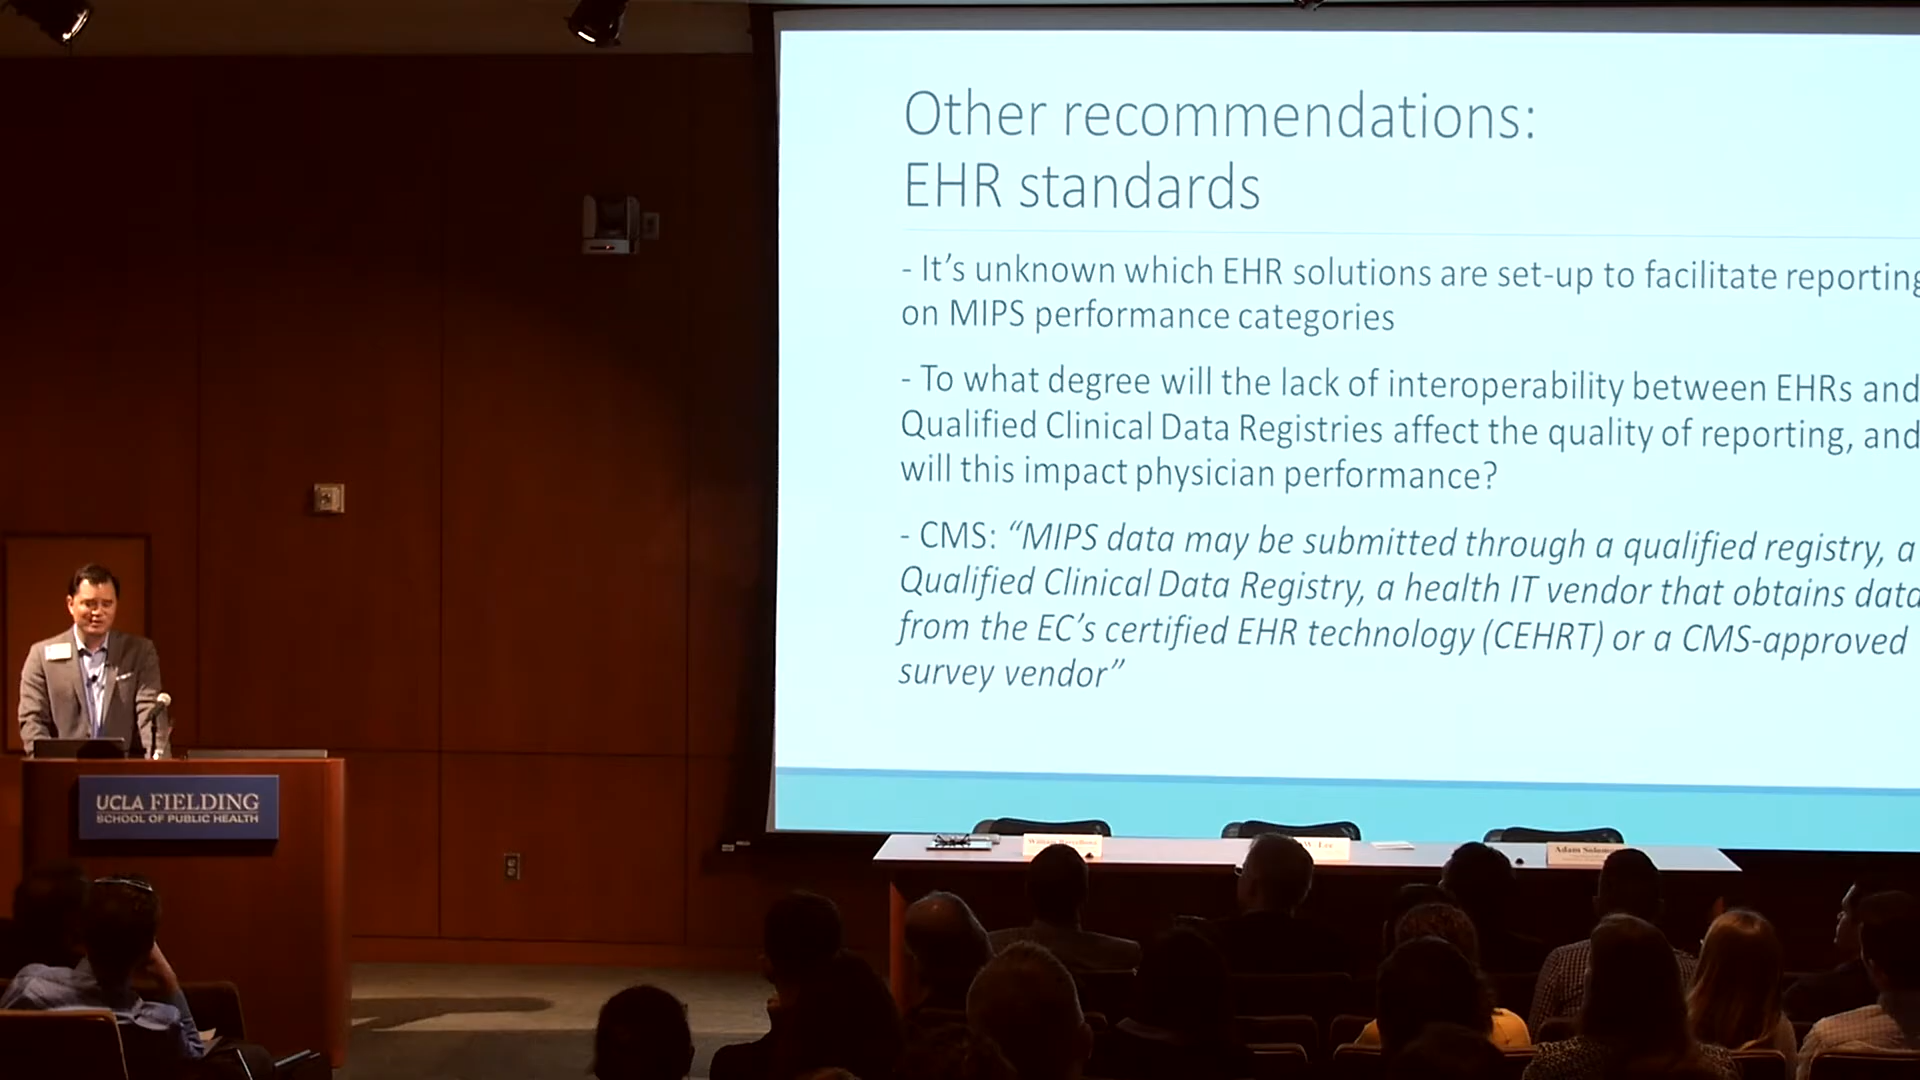 Other recommendations:
EHR standards
- It's unknown which EHR solutions are set-up to facilitate reporting
on MIPS performance categories
- To what degree will the lack of interoperability between EHRs and
Qualified Clinical Data Registries affect the quality of reporting, and
will this impact physician performance?
- CMS: “MIPS data may be submitted through a qualified registry, a
Qualified Clinical Data Registry, a health IT vendor that obtains data
from the EC's certified EHR technology (CEHRT) or a CMS-approved
survey vendor”
UCLA FIELDING
SCHOOL OF PUBLIC HEALTH
William
W. Lee
Adam